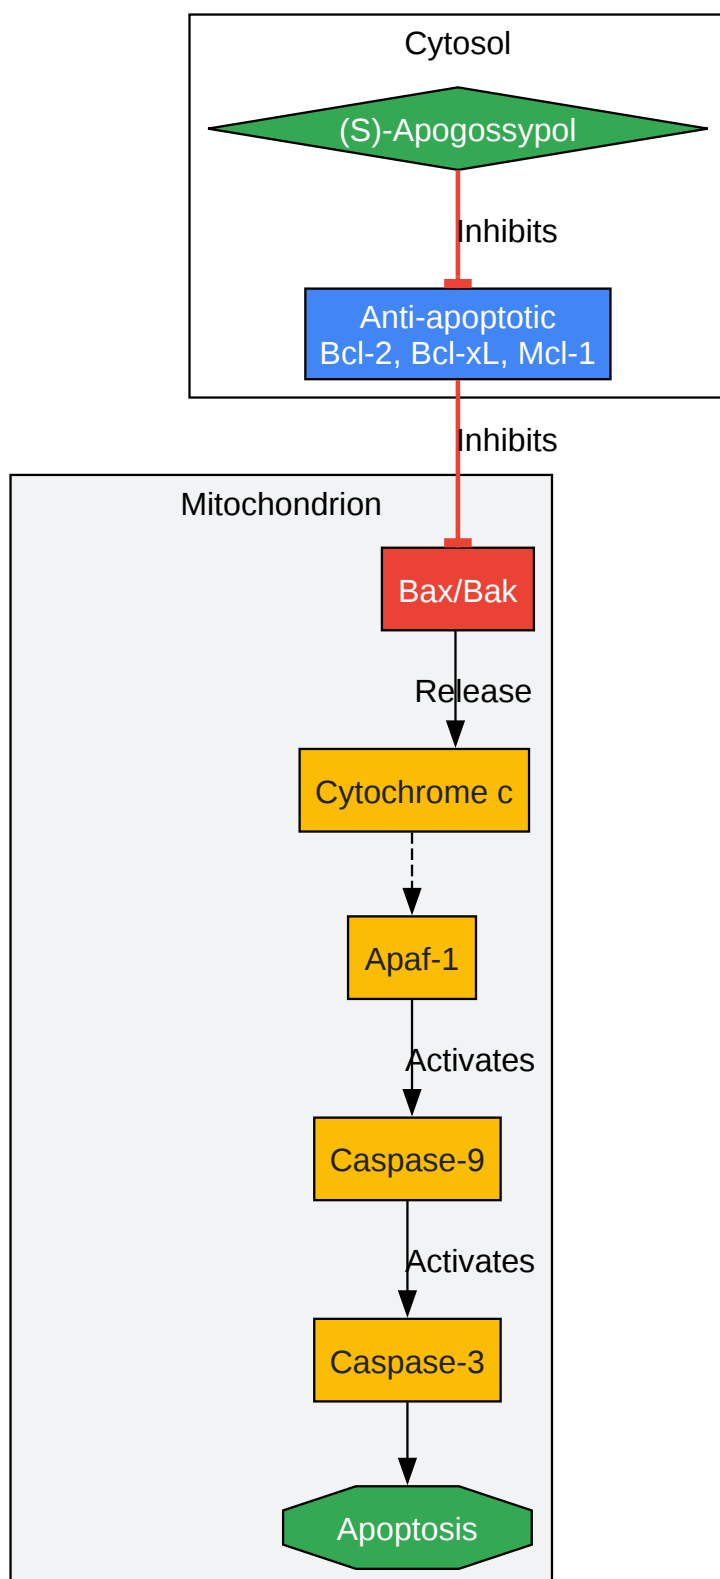 Cytosol
(S)-Apogossypol
Inhibits
Anti-apoptotic
Bcl-2, Bcl-xL, Mcl-1
Inhibits
Mitochondrion
Bax/Bak
Release
Cytochrome c
Apaf-1
Activates
Caspase-9
Activates
Caspase-3
Apoptosis